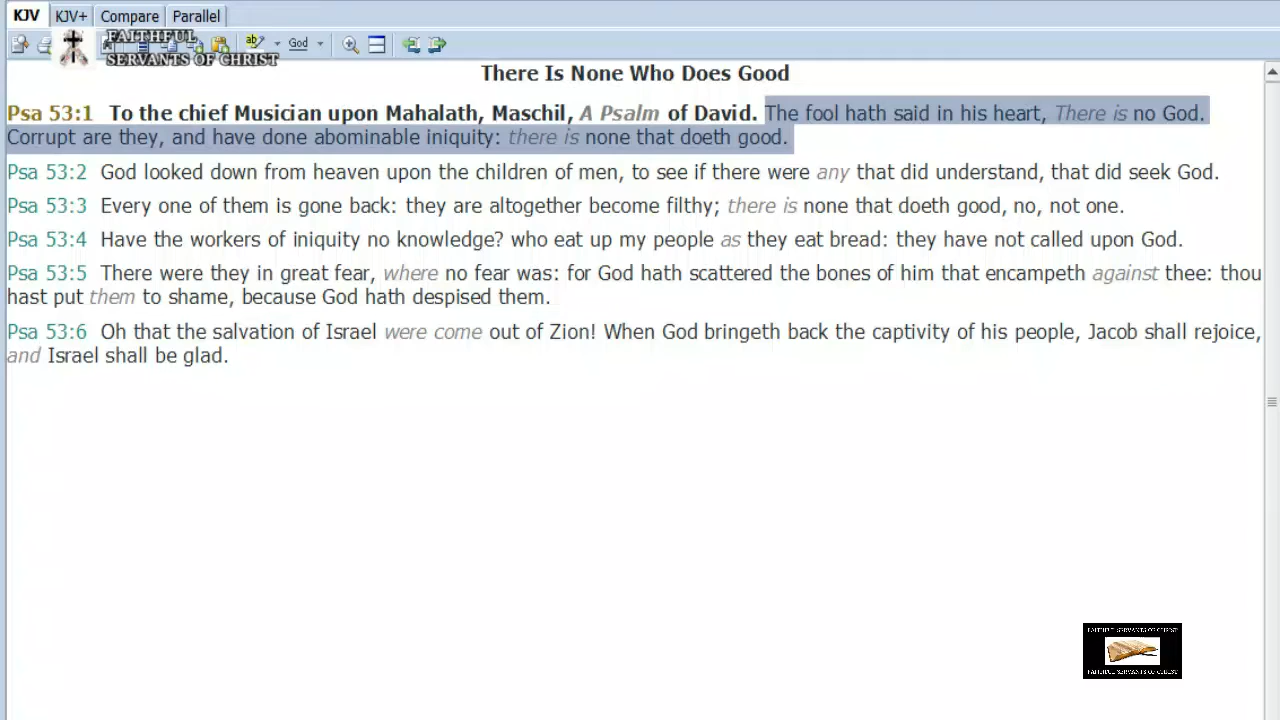 KJV KJV+ Compare Parallel
FAITHFUL
SERVANTS OF CHRIST
ab God
There Is None Who Does Good
Psa 53:1 To the chief Musician upon Mahalath, Maschil, A Psalm of David. The fool hath said in his heart, There is no God.
Corrupt are they, and have done abominable iniquity: there is none that doeth good.
Psa 53:2 God looked down from heaven upon the children of men, to see if there were any that did understand, that did seek God.
Psa 53:3 Every one of them is gone back: they are altogether become filthy; there is none that doeth good, no, not one.
Psa 53:4 Have the workers of iniquity no knowledge? who eat up my people as they eat bread: they have not called upon God.
Psa 53:5 There were they in great fear, where no fear was: for God hath scattered the bones of him that encampeth against thee: thou
hast put them to shame, because God hath despised them.
Psa 53:6 Oh that the salvation of Israel were come out of Zion! When God bringeth back the captivity of his people, Jacob shall rejoice,
and Israel shall be glad.
FAITHFUL SERVANTS OF CHRIST
FAITHFUL SERVANTS OF CHRIST